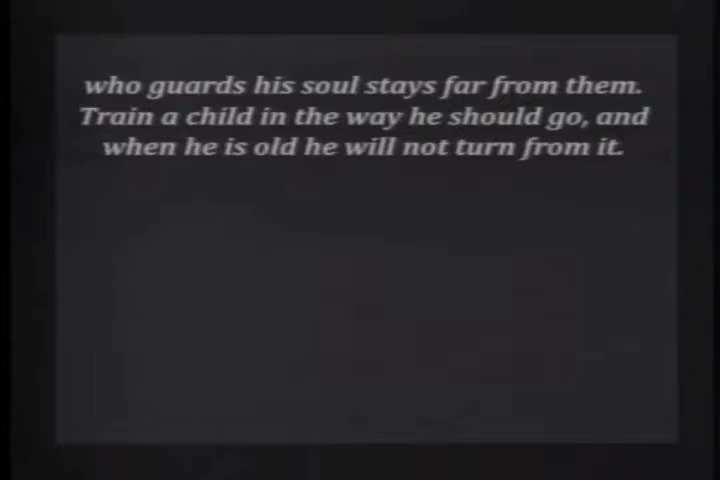 who guards his soul stays far from them.
Train a child in the way he should go, and
when he is old he will not turn from it.